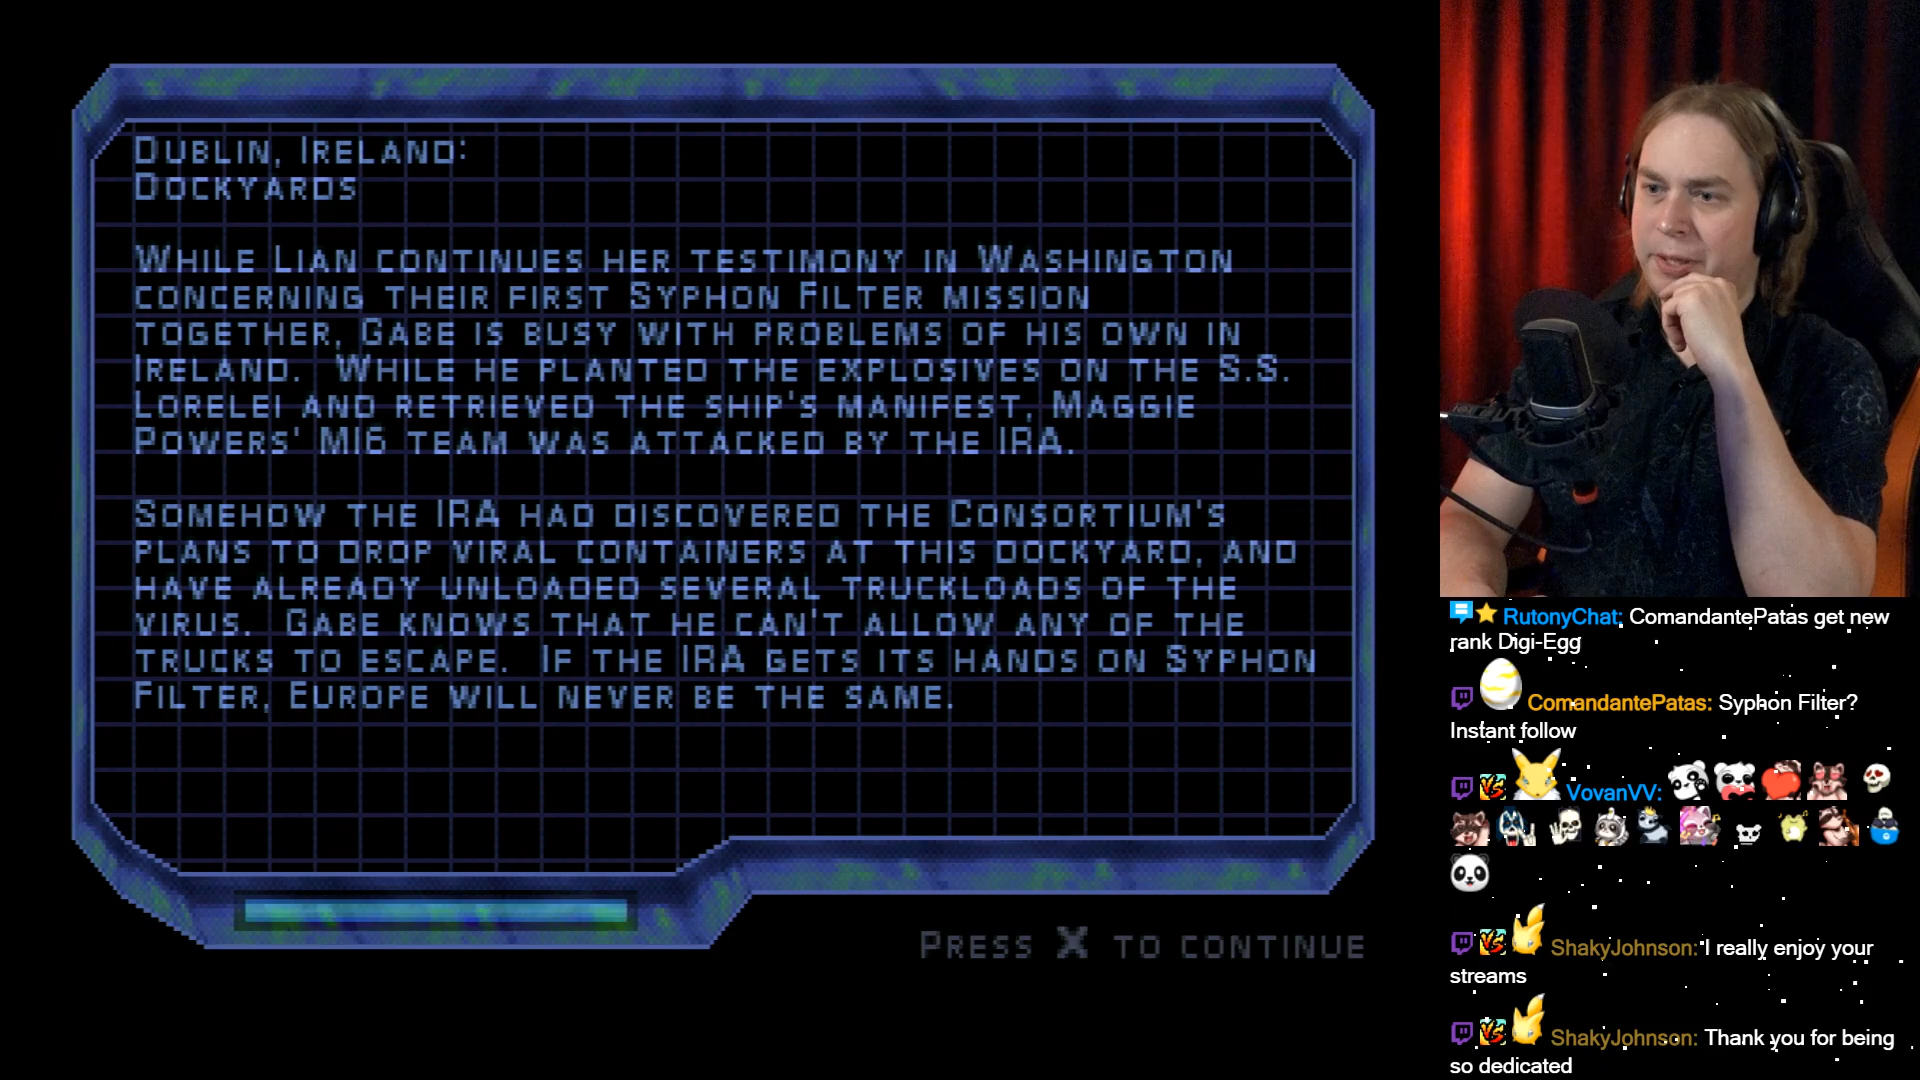 Dublin, Ireland:
Dockyards
While Lian continues her testimony in Washington
concerning their first Syphon Filter mission
together, Gabe is busy with problems of his own in
Ireland. While he planted the explosives on the S.S.
Lorelei and retrieved the ship's manifest, Maggie
Powers' MI6 team was attacked by the IRA.
Somehow the IRA had discovered the Consortium's
plans to drop viral containers at this dockyard, and
have already unloaded several truckloads of the
virus. Gabe knows that he can't allow any of the
trucks to escape. If the IRA gets its hands on Syphon
Filter, Europe will never be the same.
Press X to continue
RutonyChat: ComandantePatas get new
rank Digi-Egg
ComandantePatas: Syphon Filter?
Instant follow
VS VovanVV:
VS ShakyJohnson: I really enjoy your
streams
VS ShakyJohnson: Thank you for being
so dedicated